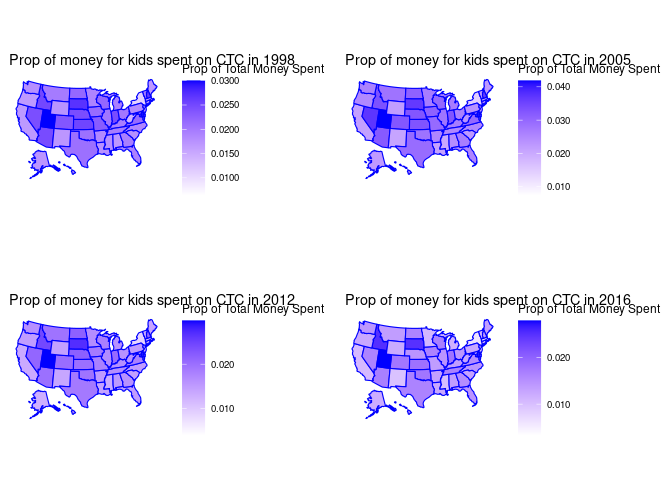 Prop of money for kids spent on CTC in 1998
Prop of Total Money Spent
0.0300
0.0250
0.0200
0.0150
0.0100
Prop of money for kids spent on CTC in 2005
Prop of Total Money Spent
0.040
0.030
0.020
0.010
Prop of money for kids spent on CTC in 2012
Prop of Total Money Spent
0.020
0.010
Prop of money for kids spent on CTC in 2016
Prop of Total Money Spent
0.020
0.010